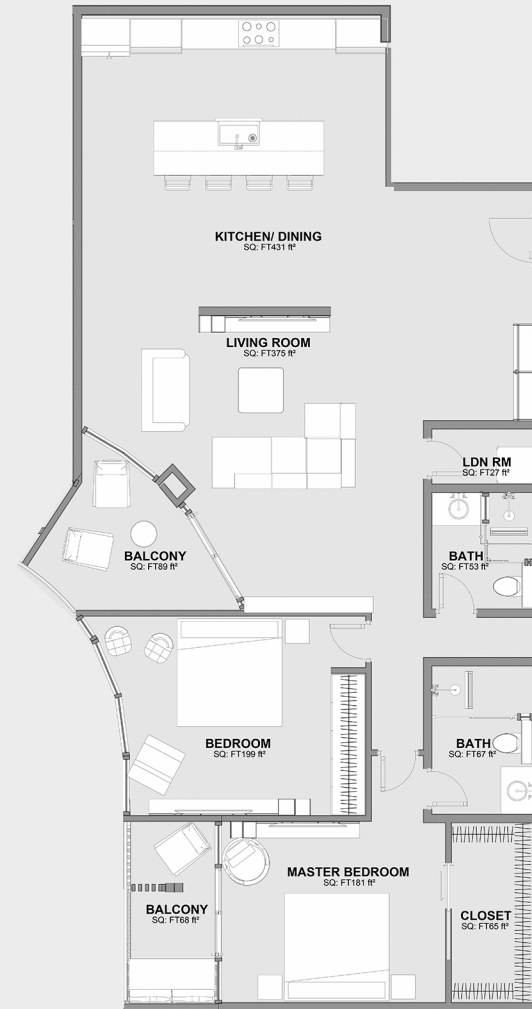 KITCHEN/ DINING
SQ: FT431 ft²
LIVING ROOM
SQ: FT375 ft²
LDN RM
SQ: FT27 ft²
BALCONY
SQ: FT89 ft²
BATH
SQ: FT53 ft²
BEDROOM
SQ: FT199 ft²
BATH
SQ: FT67 ft²
MASTER BEDROOM
SQ: FT181 ft²
BALCONY
SQ: FT68 ft²
CLOSET
SQ: FT65 ft²